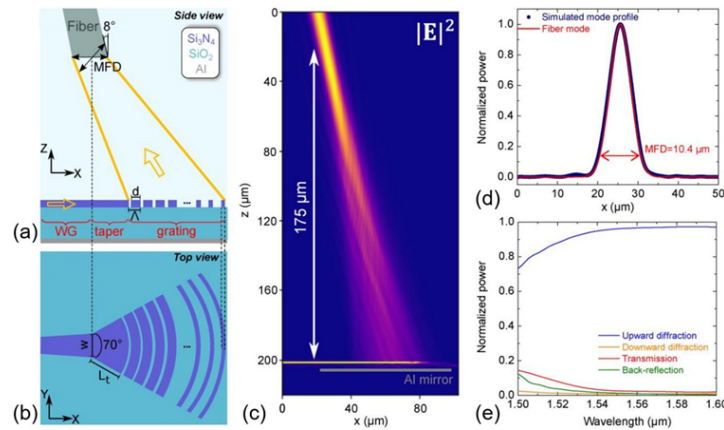 Side view
Fiber
8°
MFD
Si₃N₄
SiO₂
Al
Z
X
d
Λ
...
(a)
WG
taper
grating
Top view
W
70°
...
Lₜ
Y
X
(b)
|E|²
0
40
80
120
160
200
z (μm)
175 μm
Al mirror
0
40
80
x (μm)
(c)
Normalized power
1.0
0.8
0.6
0.4
0.2
0.0
Simulated mode profile
Fiber mode
MFD=10.4 μm
0
10
20
30
40
50
x (μm)
(d)
Normalized power
1.0
0.8
0.6
0.4
0.2
0.0
Upward diffraction
Downward diffraction
Transmission
Back-reflection
1.50
1.52
1.54
1.56
1.58
1.60
Wavelength (μm)
(e)